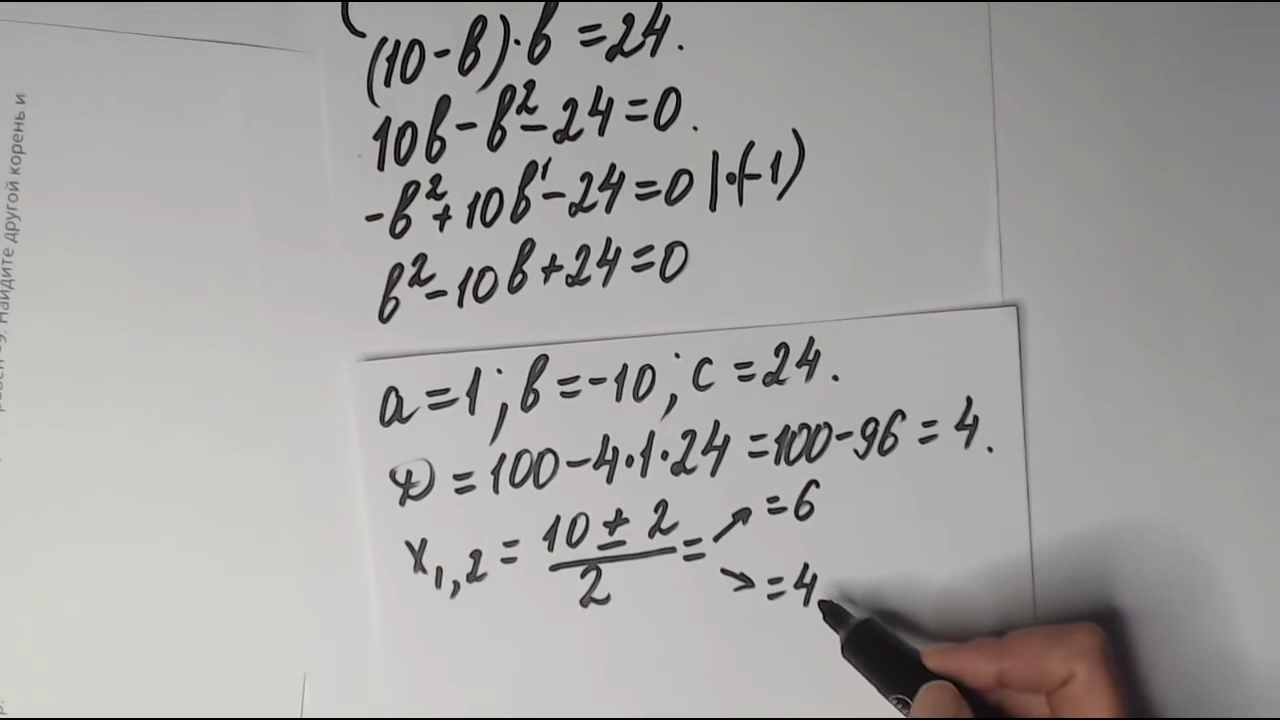 (10-в)·в=24.
10в-в²-24=0.
-в²+10в¹-24=0 |·(-1)
в²-10в+24=0
a=1; в=-10; c=24.
D=100-4·1·24=100-96=4.
x₁,₂ = (10±2)/2 = ↗ =6
↘ =4
Найдите другой корень и